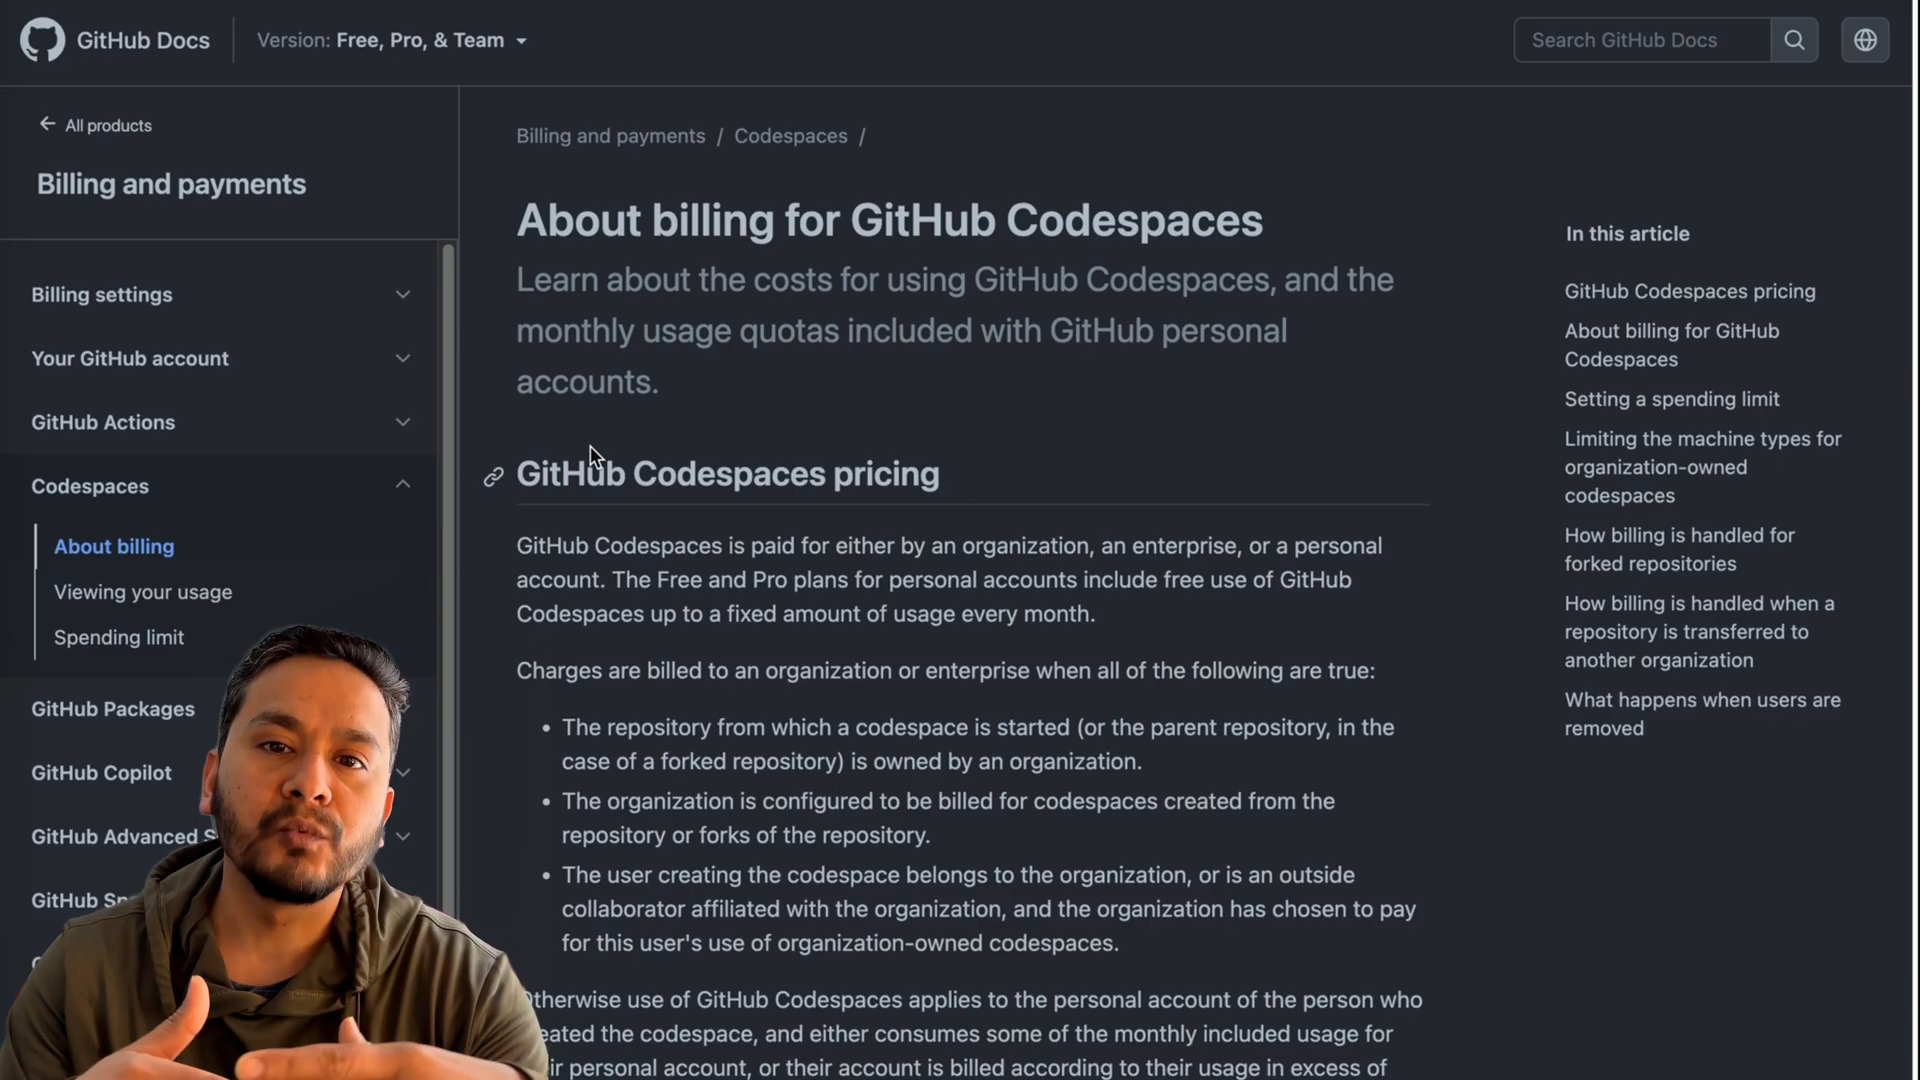 GitHub Docs
Version: Free, Pro, & Team
Search GitHub Docs
All products
Billing and payments
Billing settings
Your GitHub account
GitHub Actions
Codespaces
About billing
Viewing your usage
Spending limit
GitHub Packages
GitHub Copilot
GitHub Advanced
GitHub
Billing and payments / Codespaces /
About billing for GitHub Codespaces
Learn about the costs for using GitHub Codespaces, and the
monthly usage quotas included with GitHub personal
accounts.
GitHub Codespaces pricing
GitHub Codespaces is paid for either by an organization, an enterprise, or a personal
account. The Free and Pro plans for personal accounts include free use of GitHub
Codespaces up to a fixed amount of usage every month.
Charges are billed to an organization or enterprise when all of the following are true:
• The repository from which a codespace is started (or the parent repository, in the
case of a forked repository) is owned by an organization.
• The organization is configured to be billed for codespaces created from the
repository or forks of the repository.
• The user creating the codespace belongs to the organization, or is an outside
collaborator affiliated with the organization, and the organization has chosen to pay
for this user's use of organization-owned codespaces.
Otherwise use of GitHub Codespaces applies to the personal account of the person who
the codespace, and either consumes some of the monthly included usage for
personal account, or their account is billed according to their usage in excess of
In this article
GitHub Codespaces pricing
About billing for GitHub
Codespaces
Setting a spending limit
Limiting the machine types for
organization-owned
codespaces
How billing is handled for
forked repositories
How billing is handled when a
repository is transferred to
another organization
What happens when users are
removed